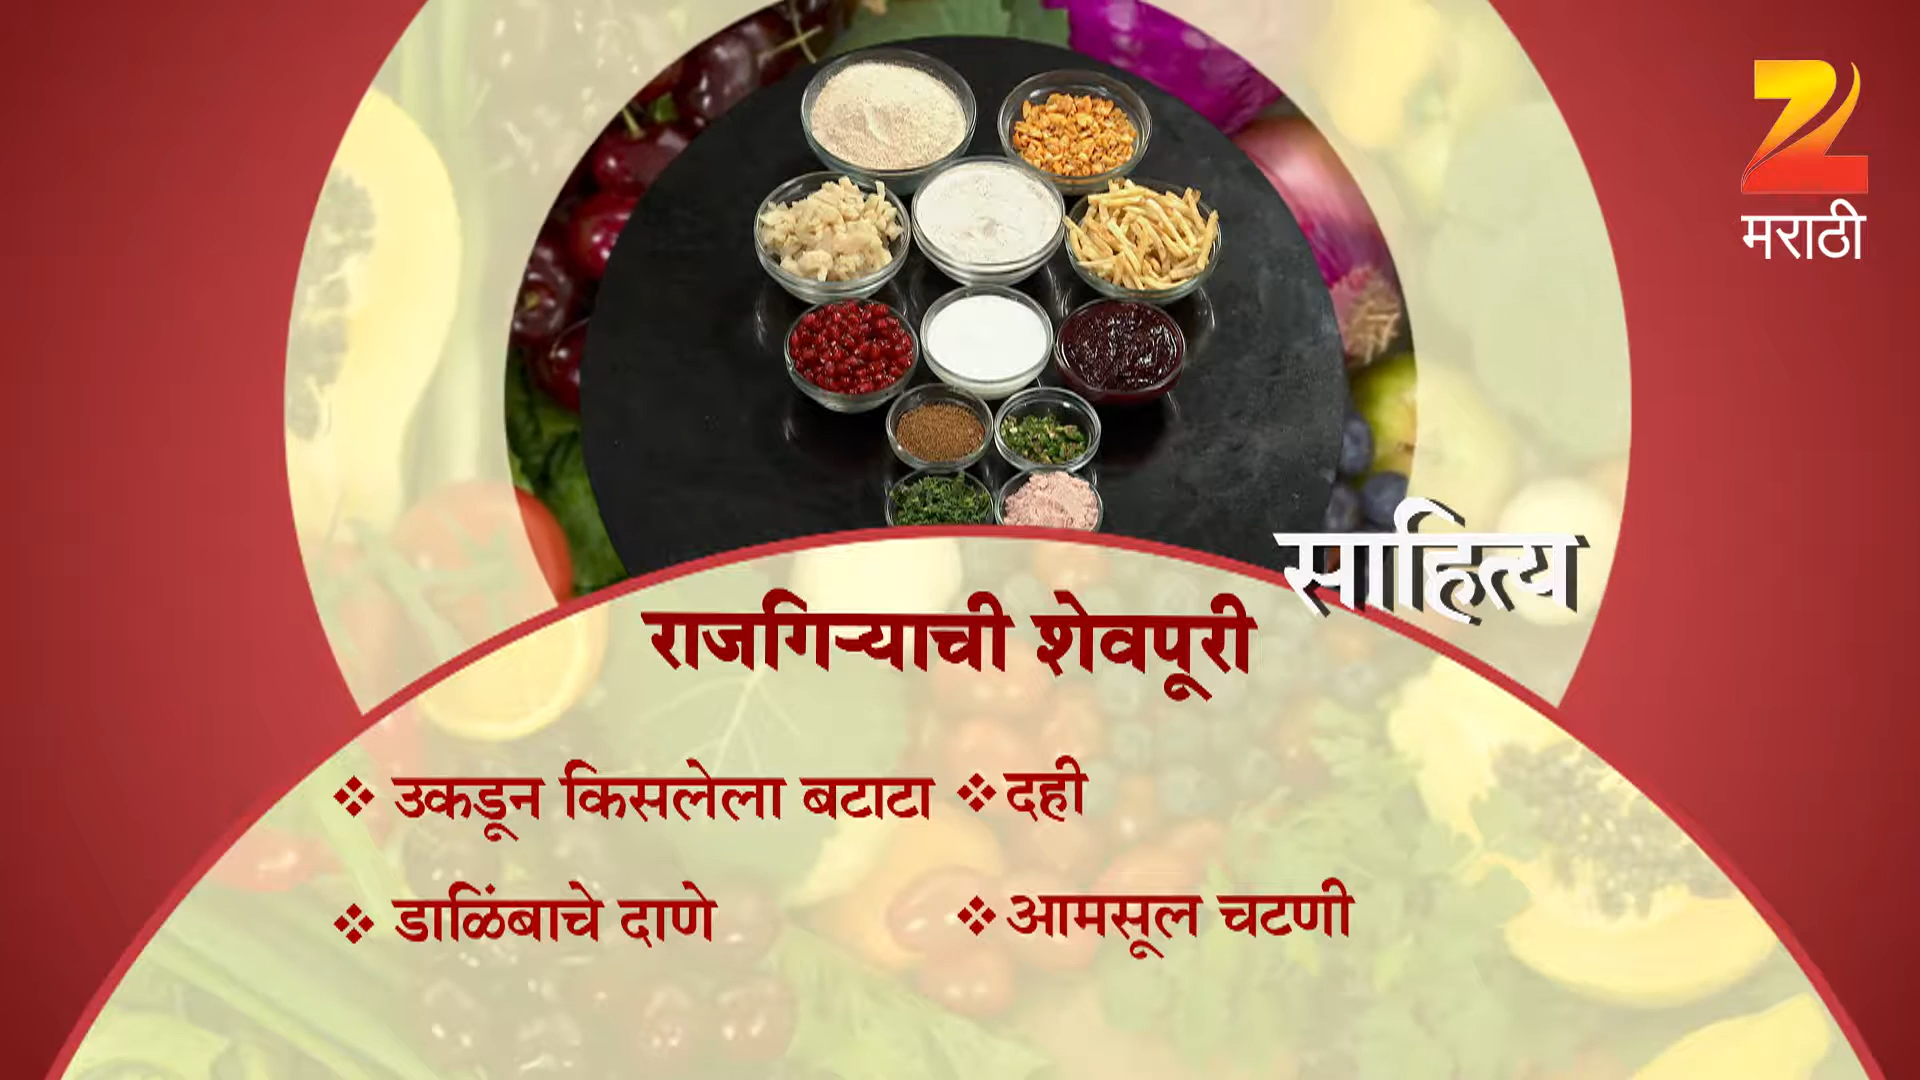 मराठी
साहित्य
राजगिऱ्याची शेवपूरी
❖ उकडून किसलेला बटाटा
❖ दही
❖ डाळिंबाचे दाणे
❖ आमसूल चटणी